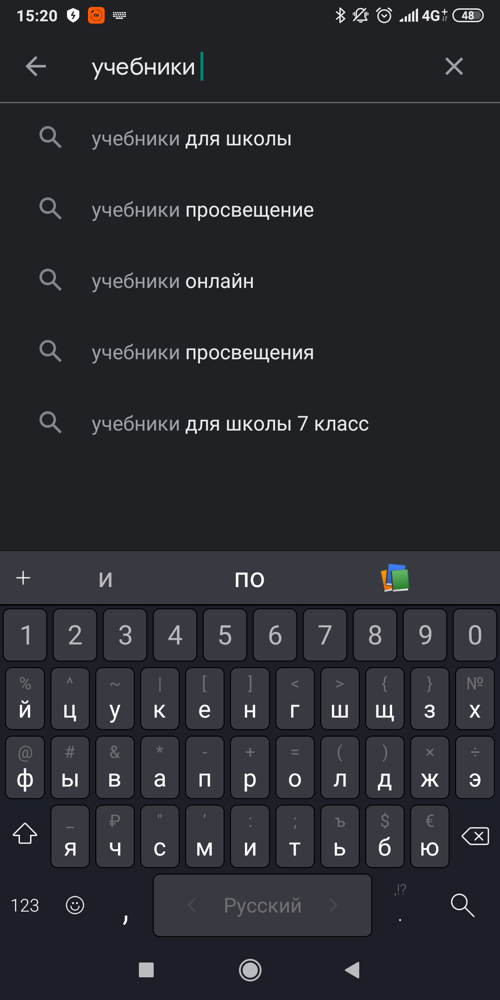 15:20 4G+ 48
учебники
учебники для школы
учебники просвещение
учебники онлайн
учебники просвещения
учебники для школы 7 класс
+ и по
1 2 3 4 5 6 7 8 9 0
% ^ ~ | [ ] < > { } №
й ц у к е н г ш щ з х
@ # & * - + = ( ) × ÷
ф ы в а п р о л д ж э
_ ₽ " ' : ; ъ $ €
я ч с м и т ь б ю
,!?
123 , < Русский > .